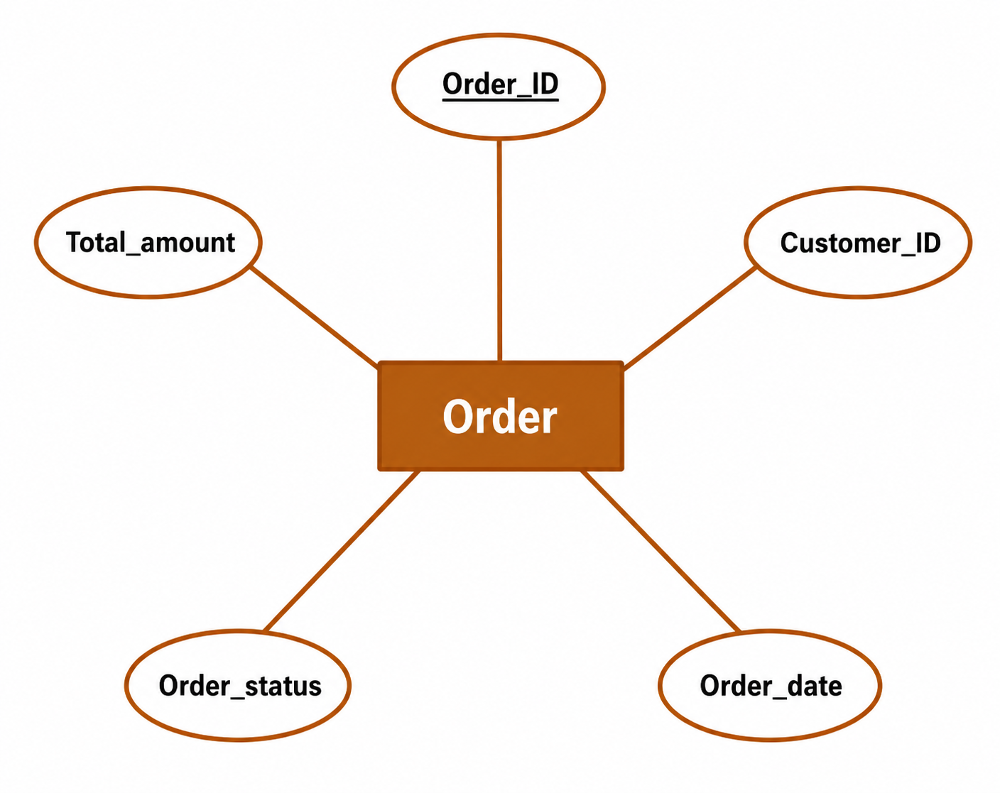 Order_ID
Total_amount
Customer_ID
Order
Order_status
Order_date